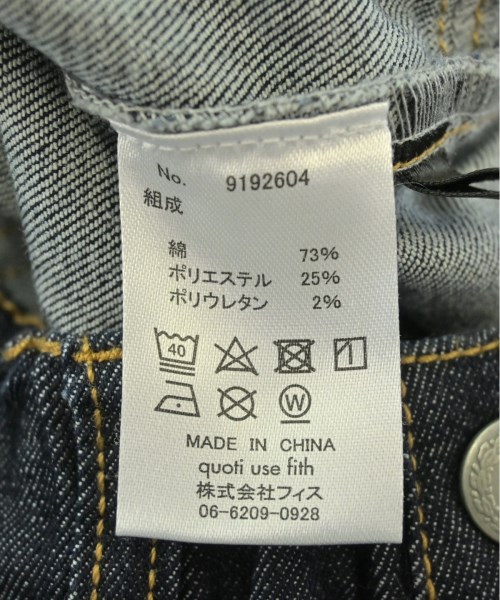 No. 9192604
組成
綿 73%
ポリエステル 25%
ポリウレタン 2%
40
W
MADE IN CHINA
quoti use fith
株式会社フィス
06-6209-0928